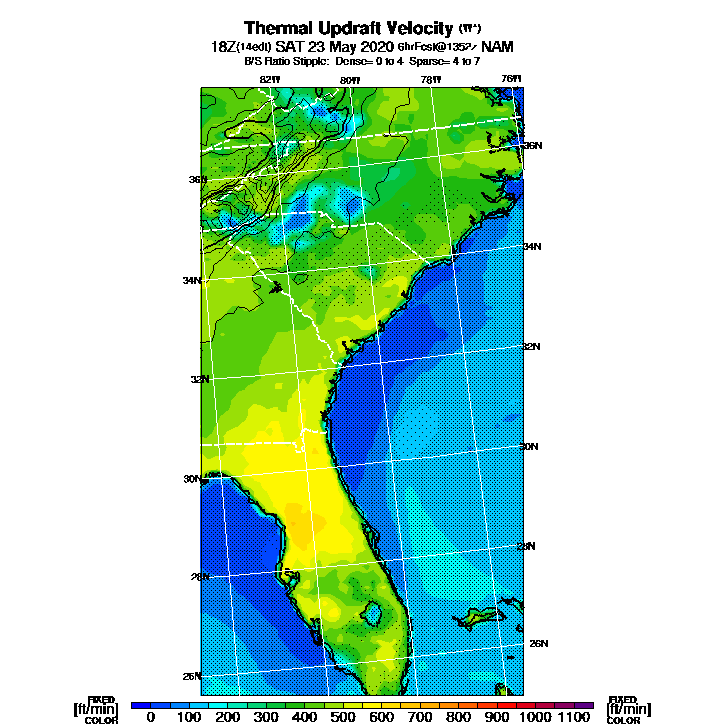 Thermal Updraft Velocity (W*)
18Z(14edt) SAT 23 May 2020 6hrFcst@1352z NAM
B/S Ratio Stipple: Dense= 0 to 4 Sparse= 4 to 7
82W 80W 78W 76W
36N 36N
34N 34N
32N 32N
30N 30N
28N 28N
26N 26N
FIXED FIXED
[ft/min] 0 100 200 300 400 500 600 700 800 900 1000 1100 [ft/min]
COLOR COLOR